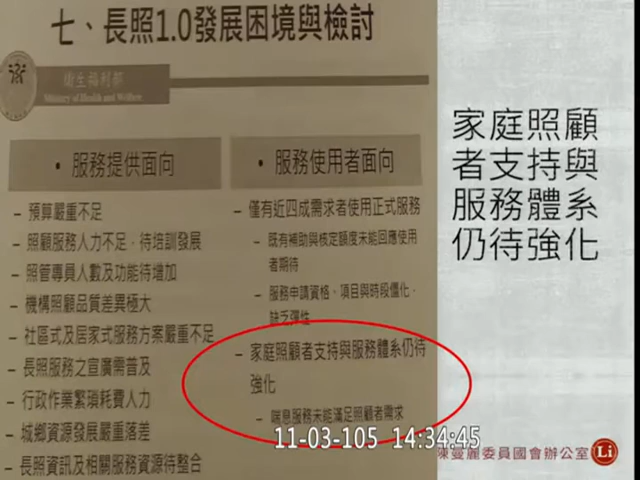 七、長照1.0發展困境與檢討
衛生福利部
Ministry of Health and Welfare
• 服務提供面向
– 預算嚴重不足
– 照顧服務人力不足，待培訓發展
– 照管專員人數及功能待增加
– 機構照顧品質差異極大
– 社區式及居家式服務方案嚴重不足
– 長照服務之宣廣需普及
– 行政作業繁瑣耗費人力
– 城鄉資源發展嚴重落差
– 長照資訊及相關服務資源待整合
• 服務使用者面向
– 僅有近四成需求者使用正式服務
– 既有補助與核定額度未能回應使用
者期待
– 服務申請資格、項目與時段僵化，
缺乏彈性
– 家庭照顧者支持與服務體系仍待
強化
– 喘息服務未能滿足照顧者需求
家庭照顧
者支持與
服務體系
仍待強化
11-03-105 14:34:45
陳曼麗委員國會辦公室 Li